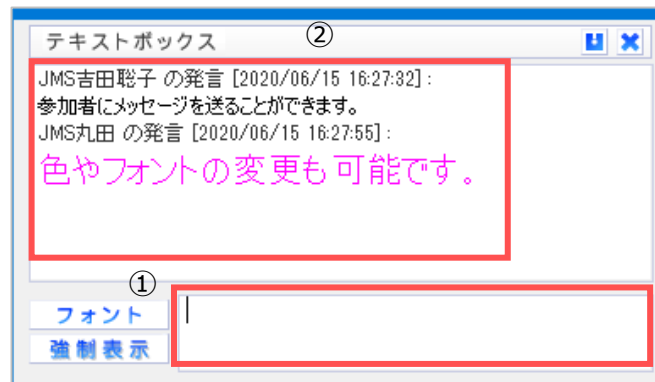 テキストボックス
②
JMS吉田聡子 の発言 [2020/06/15 16:27:32] :
参加者にメッセージを送ることができます。
JMS丸田 の発言 [2020/06/15 16:27:55] :
色やフォントの変更も可能です。
①
フォント
強制表示